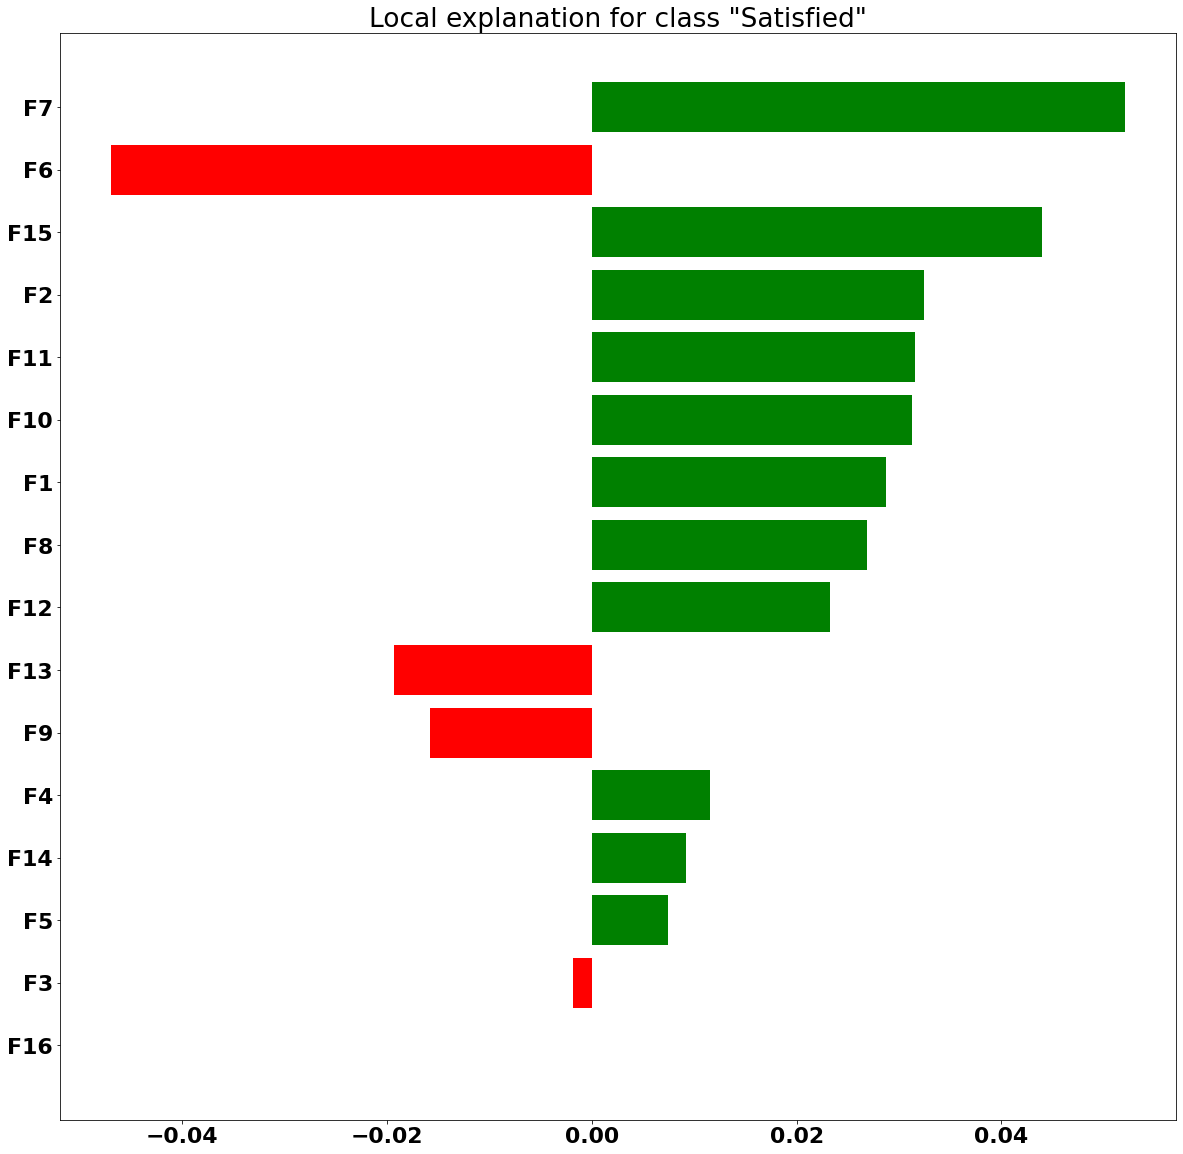 Local explanation for class "Satisfied"
F7
F6
F15
F2
F11
F10
F1
F8
F12
F13
F9
F4
F14
F5
F3
F16
−0.04 −0.02 0.00 0.02 0.04